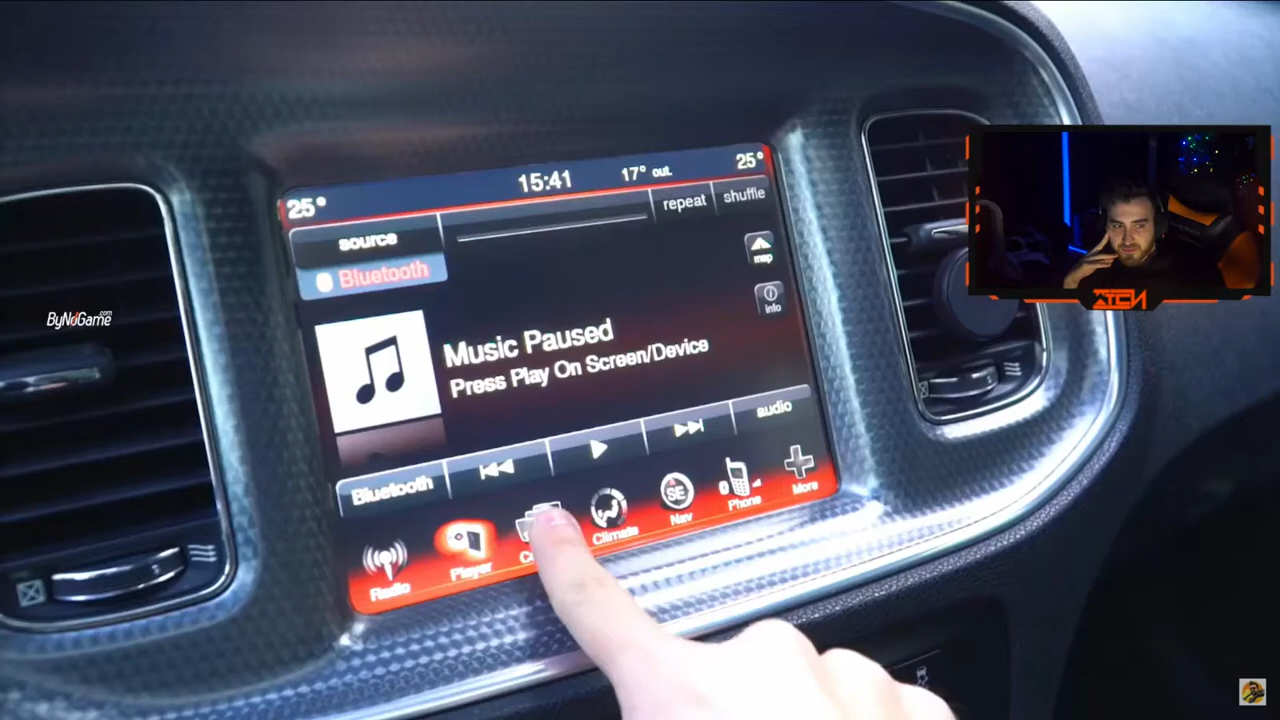 25°
15:41
17° out.
25°
source
repeat
shuffle
Bluetooth
map
info
Music Paused
Press Play On Screen/Device
audio
Bluetooth
Radio
Player
Climate
SE
Nav
Phone
More
ByNoGame.com